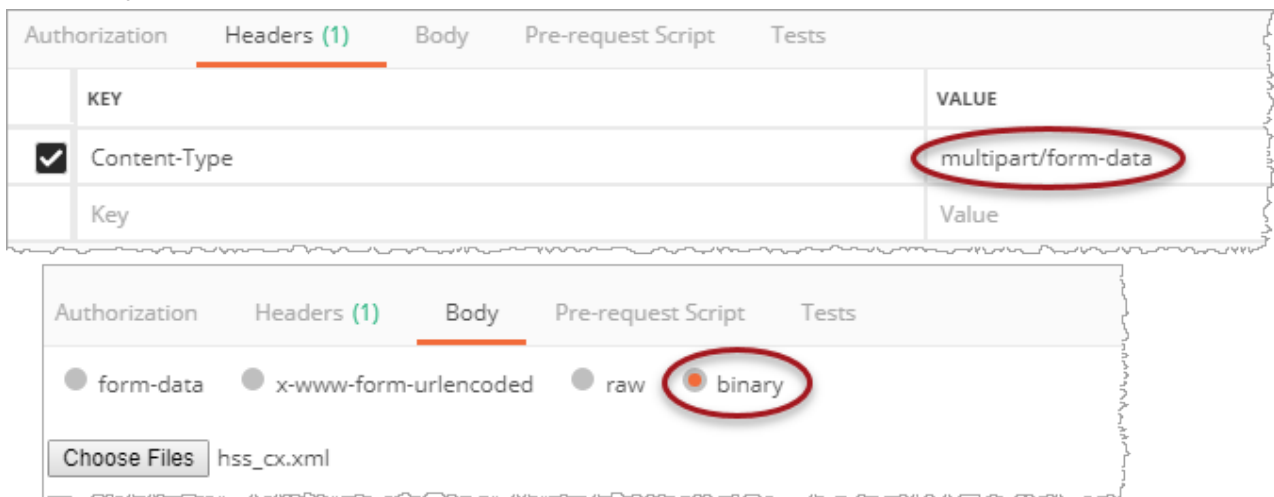 Authorization Headers (1) Body Pre-request Script Tests
KEY VALUE
Content-Type multipart/form-data
Key Value
Authorization Headers (1) Body Pre-request Script Tests
form-data x-www-form-urlencoded raw binary
Choose Files hss_cx.xml